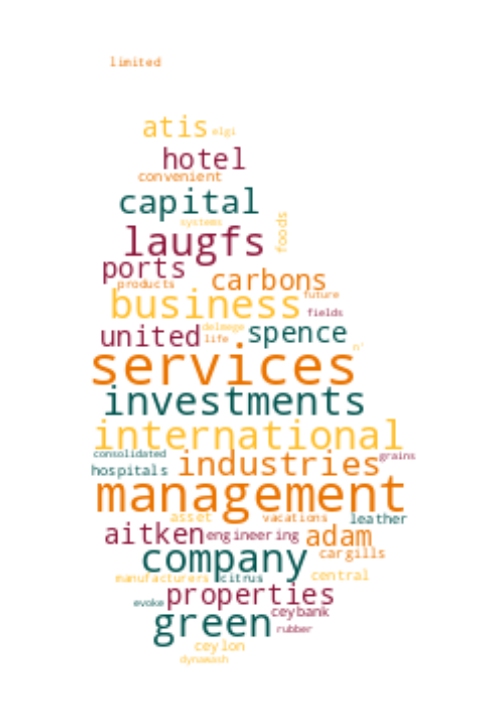 limited
atis elgi
hotel
convenient
capital
systems
foods
laugfs
ports
carbons
products
business future
fields
united delmege spence
life
n'
services
investments
international
consolidated
grains
hospitals industries
management
asset vacations leather
aitken engineering adam
company cargills
manufacturers citrus central
properties
evoke
ceybank
green rubber
ceylon
dynawash